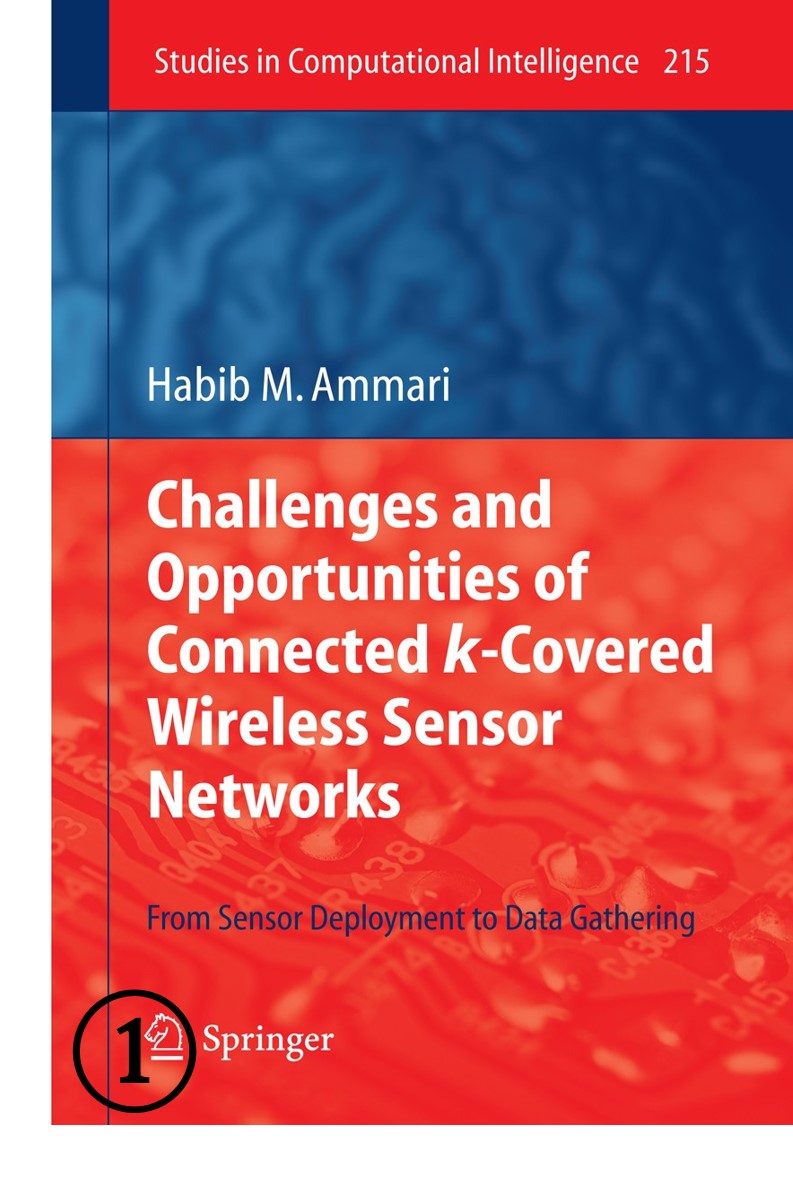 Studies in Computational Intelligence 215
Habib M. Ammari
Challenges and
Opportunities of
Connected k-Covered
Wireless Sensor
Networks
R438
From Sensor Deployment to Data Gathering
1
Springer